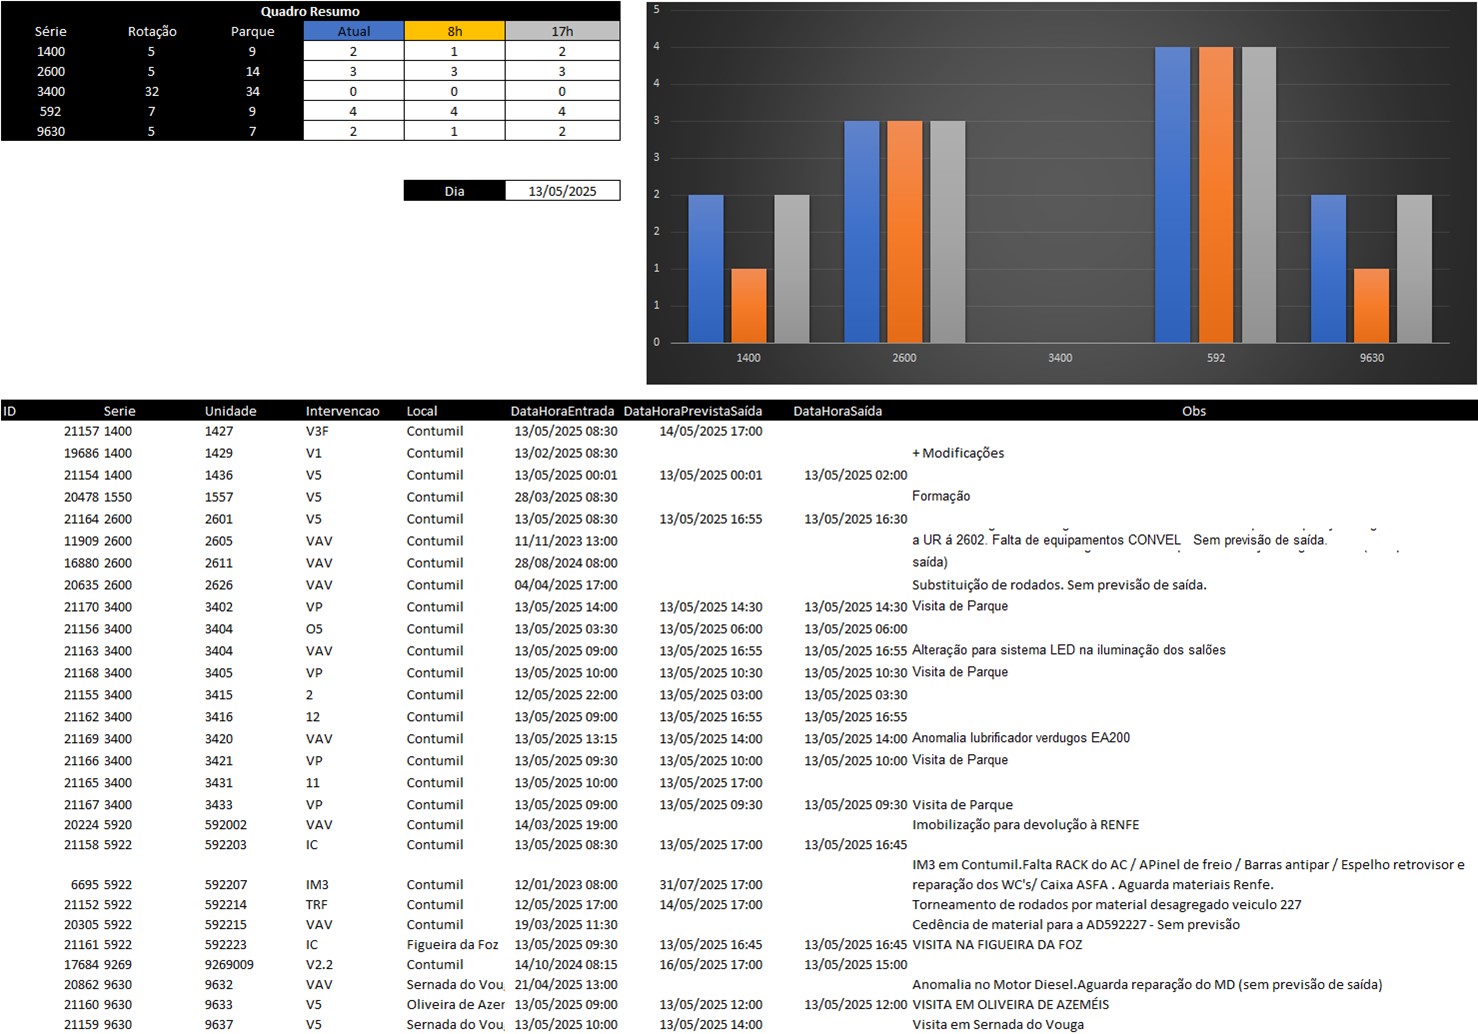 Quadro Resumo
Série Rotação Parque Atual 8h 17h
1400 5 9 2 1 2
2600 5 14 3 3 3
3400 32 34 0 0 0
592 7 9 4 4 4
9630 5 7 2 1 2
Dia 13/05/2025
5
4
4
3
3
2
2
1
1
0
1400 2600 3400 592 9630
ID Serie Unidade Intervencao Local DataHoraEntrada DataHoraPrevistaSaída DataHoraSaída Obs
21157 1400 1427 V3F Contumil 13/05/2025 08:30 14/05/2025 17:00
19686 1400 1429 V1 Contumil 13/02/2025 08:30 + Modificações
21154 1400 1436 V5 Contumil 13/05/2025 00:01 13/05/2025 00:01 13/05/2025 02:00
20478 1550 1557 V5 Contumil 28/03/2025 08:30 Formação
21164 2600 2601 V5 Contumil 13/05/2025 08:30 13/05/2025 16:55 13/05/2025 16:30
11909 2600 2605 VAV Contumil 11/11/2023 13:00 a UR á 2602. Falta de equipamentos CONVEL Sem previsão de saída.
16880 2600 2611 VAV Contumil 28/08/2024 08:00 saída)
20635 2600 2626 VAV Contumil 04/04/2025 17:00 Substituição de rodados. Sem previsão de saída.
21170 3400 3402 VP Contumil 13/05/2025 14:00 13/05/2025 14:30 13/05/2025 14:30 Visita de Parque
21156 3400 3404 O5 Contumil 13/05/2025 03:30 13/05/2025 06:00 13/05/2025 06:00
21163 3400 3404 VAV Contumil 13/05/2025 09:00 13/05/2025 16:55 13/05/2025 16:55 Alteração para sistema LED na iluminação dos salões
21168 3400 3405 VP Contumil 13/05/2025 10:00 13/05/2025 10:30 13/05/2025 10:30 Visita de Parque
21155 3400 3415 2 Contumil 12/05/2025 22:00 13/05/2025 03:00 13/05/2025 03:30
21162 3400 3416 12 Contumil 13/05/2025 09:00 13/05/2025 16:55 13/05/2025 16:55
21169 3400 3420 VAV Contumil 13/05/2025 13:15 13/05/2025 14:00 13/05/2025 14:00 Anomalia lubrificador verdugos EA200
21166 3400 3421 VP Contumil 13/05/2025 09:30 13/05/2025 10:00 13/05/2025 10:00 Visita de Parque
21165 3400 3431 11 Contumil 13/05/2025 10:00 13/05/2025 17:00
21167 3400 3433 VP Contumil 13/05/2025 09:00 13/05/2025 09:30 13/05/2025 09:30 Visita de Parque
20224 5920 592002 VAV Contumil 14/03/2025 19:00 Imobilização para devolução à RENFE
21158 5922 592203 IC Contumil 13/05/2025 08:30 13/05/2025 17:00 13/05/2025 16:45
IM3 em Contumil.Falta RACK do AC / APinel de freio / Barras antipar / Espelho retrovisor e
6695 5922 592207 IM3 Contumil 12/01/2023 08:00 31/07/2025 17:00 reparação dos WC's/ Caixa ASFA . Aguarda materiais Renfe.
21152 5922 592214 TRF Contumil 12/05/2025 17:00 14/05/2025 17:00 Torneamento de rodados por material desagregado veiculo 227
20305 5922 592215 VAV Contumil 19/03/2025 11:30 Cedência de material para a AD592227 - Sem previsão
21161 5922 592223 IC Figueira da Foz 13/05/2025 09:30 13/05/2025 16:45 13/05/2025 16:45 VISITA NA FIGUEIRA DA FOZ
17684 9269 9269009 V2.2 Contumil 14/10/2024 08:15 16/05/2025 17:00 13/05/2025 15:00
20862 9630 9632 VAV Sernada do Vou 21/04/2025 13:00 Anomalia no Motor Diesel.Aguarda reparação do MD (sem previsão de saída)
21160 9630 9633 V5 Oliveira de Azer 13/05/2025 09:00 13/05/2025 12:00 13/05/2025 12:00 VISITA EM OLIVEIRA DE AZEMÉIS
21159 9630 9637 V5 Sernada do Vou 13/05/2025 10:00 13/05/2025 14:00 Visita em Sernada do Vouga